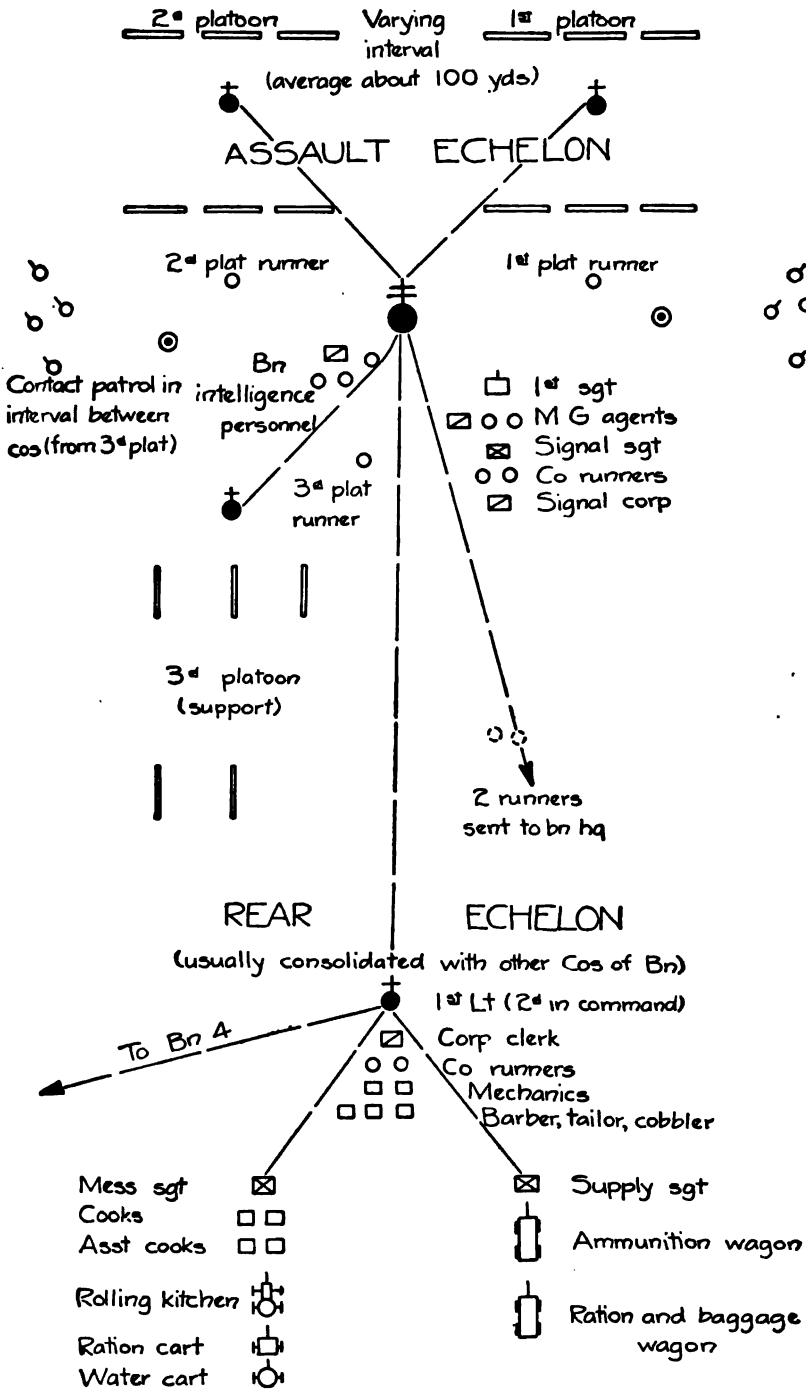 2d platoon
Varying
interval
(average about 100 yds)
1st platoon
ASSAULT ECHELON
2d plat runner
1st plat runner
Contact patrol in
interval between
cos (from 3d plat)
Bn
intelligence
personnel
1st sgt
M G agents
Signal sgt
Co runners
Signal corp
3d plat
runner
3d platoon
(support)
2 runners
sent to bn hq
REAR ECHELON
(usually consolidated with other Cos of Bn)
1st Lt (2d in command)
To Bn 4
Corp clerk
Co runners
Mechanics
Barber, tailor, cobbler
Mess sgt
Cooks
Asst cooks
Rolling kitchen
Ration cart
Water cart
Supply sgt
Ammunition wagon
Ration and baggage
wagon